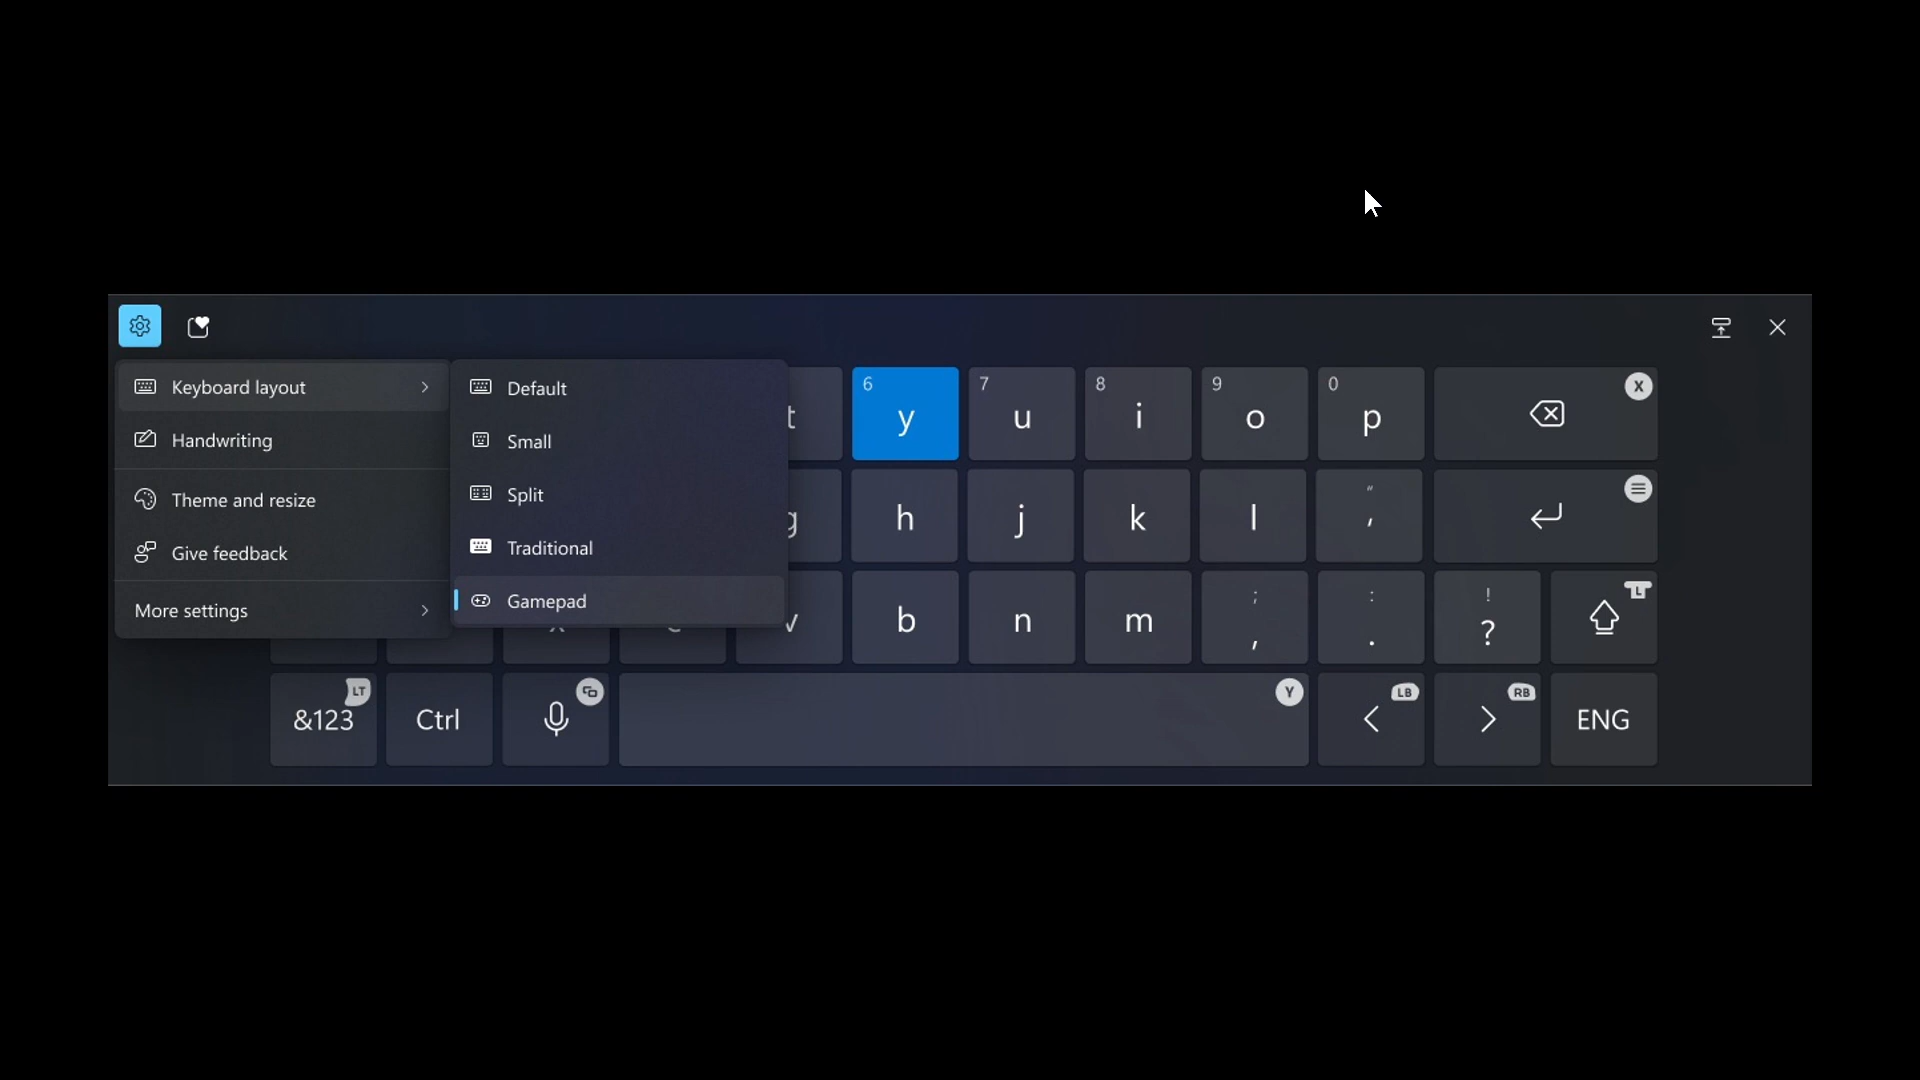 Keyboard layout
Handwriting
Theme and resize
Give feedback
More settings
Default
Small
Split
Traditional
Gamepad
6 7 8 9 0 X
t y u i o p
g h j k l " ,
; : ! L
v b n m , . ?
LT Y LB RB
&123 Ctrl ENG